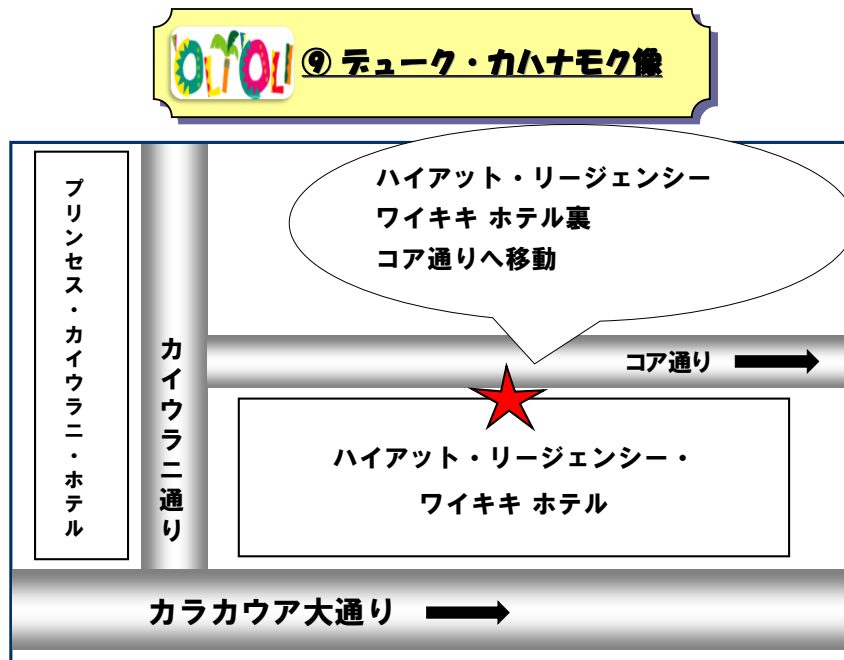 'OLI'OLI ⑨ デューク・カハナモク像
ハイアット・リージェンシー
ワイキキ ホテル裏
コア通りへ移動
プリンセス・カイウラニ・ホテル
カイウラニ通り
コア通り
ハイアット・リージェンシー・
ワイキキ ホテル
カラカウア大通り